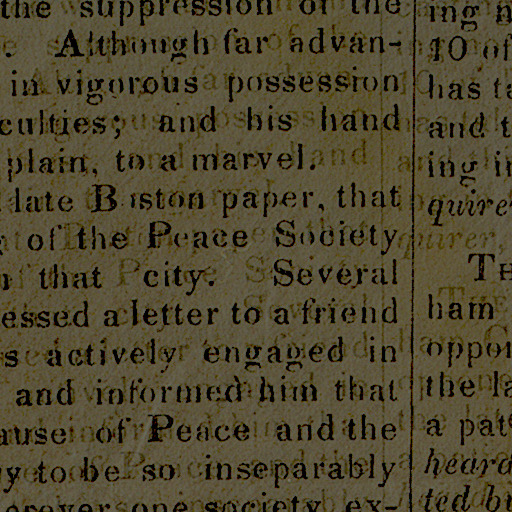 the suppression of the
. Although far advan-
in vigorous possession
culties; and his hand
plain, to a marvel.
late Boston paper, that
of the Peace Society
that city. Several
essed a letter to a friend
s actively engaged in
and informed him that
ause of Peace and the
y to be so inseparably
erever one society ex-
ing
10 of
has
and t
ing i
quire
TH
ham
oppo
the la
a pat
heard
ted